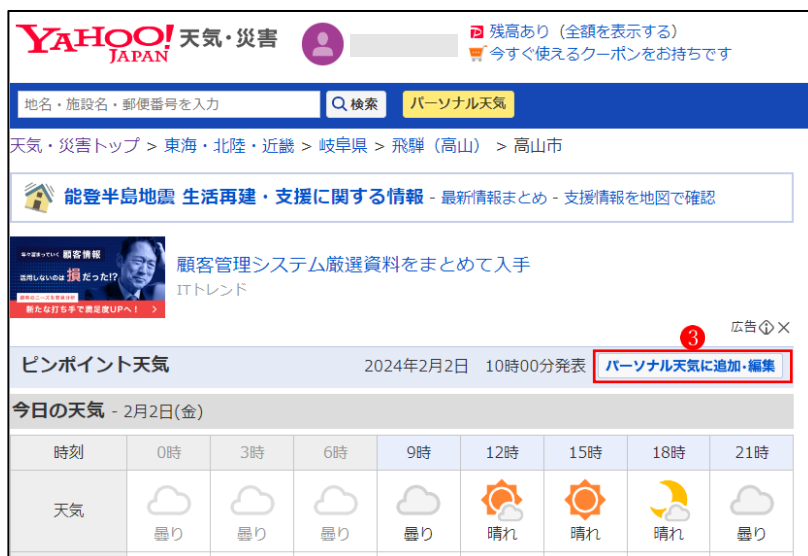 YAHOO! JAPAN 天気・災害
残高あり（全額を表示する）
今すぐ使えるクーポンをお持ちです
地名・施設名・郵便番号を入力 検索 パーソナル天気
天気・災害トップ > 東海・北陸・近畿 > 岐阜県 > 飛騨（高山） > 高山市
能登半島地震 生活再建・支援に関する情報 - 最新情報まとめ - 支援情報を地図で確認
顧客情報
損だった!?
新たな打ち手で満足度UPへ！ >
顧客管理システム厳選資料をまとめて入手
ITトレンド
広告
3
ピンポイント天気 2024年2月2日 10時00分発表 パーソナル天気に追加・編集
今日の天気 - 2月2日(金)
時刻 0時 3時 6時 9時 12時 15時 18時 21時
天気 曇り 曇り 曇り 曇り 晴れ 晴れ 晴れ 曇り